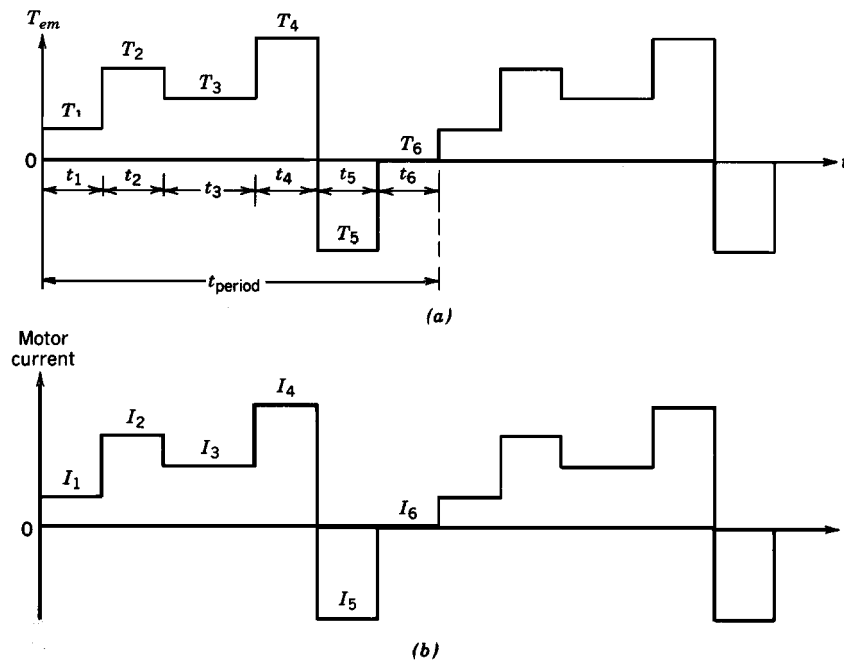 T_em
T_4
T_2
T_3
T_1
T_6
0
t
t_1 t_2 t_3 t_4 t_5 t_6
T_5
t_period
(a)
Motor
current
I_4
I_2
I_3
I_1
I_6
0
I_5
(b)